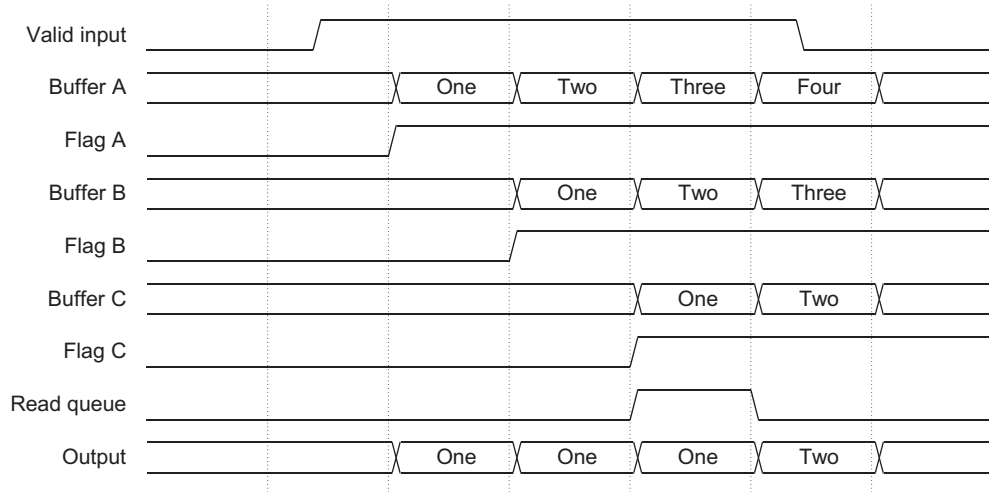 Valid input
Buffer A One Two Three Four
Flag A
Buffer B One Two Three
Flag B
Buffer C One Two
Flag C
Read queue
Output One One One Two